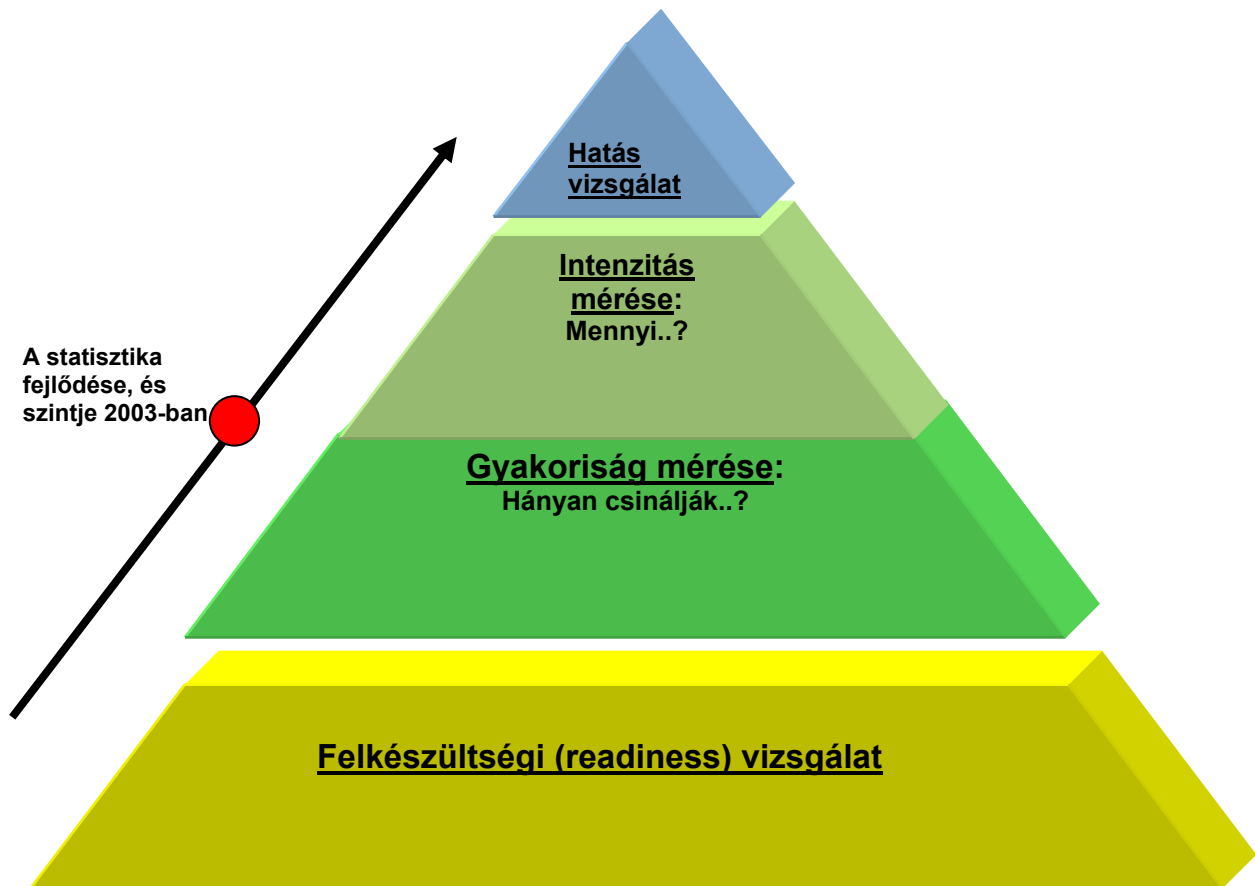 Hatás
vizsgálat
Intenzitás
mérése:
Mennyi..?
A statisztika
fejlődése, és
szintje 2003-ban
Gyakoriság mérése:
Hányan csinálják..?
Felkészültségi (readiness) vizsgálat